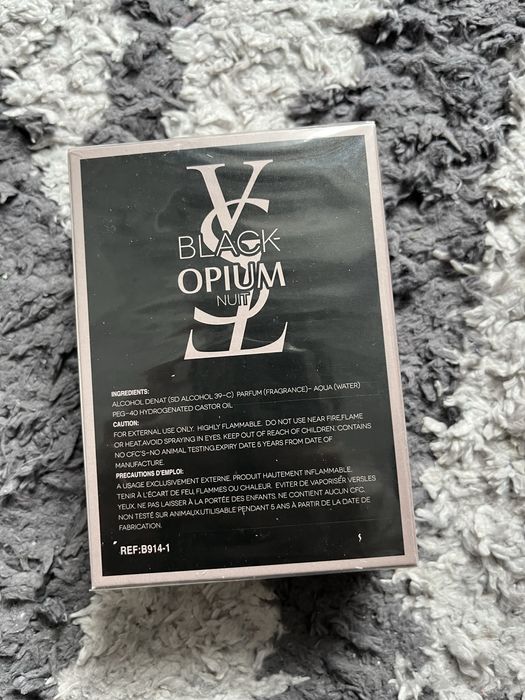 YSL
BLACK
OPIUM
NUIT
INGREDIENTS:
ALCOHOL DENAT (SD ALCOHOL 39-C) PARFUM (FRAGRANCE)- AQUA (WATER)
PEG-40 HYDROGENATED CASTOR OIL
CAUTION:
FOR EXTERNAL USE ONLY. HIGHLY FLAMMABLE. DO NOT USE NEAR FIRE,FLAME
OR HEAT.AVOID SPRAYING IN EYES. KEEP OUT OF REACH OF CHILDREN. CONTAINS
NO CFC'S-NO ANIMAL TESTING.EXPIRY DATE 5 YEARS FROM DATE OF
MANUFACTURE.
PRECAUTIONS D'EMPLOI:
A USAGE EXCLUSIVEMENT EXTERNE. PRODUIT HAUTEMENT INFLAMMABLE.
TENIR À L'ÉCART DE FEU, FLAMMES OU CHALEUR. EVITER DE VAPORISÉR VERSLES
YEUX. NE PAS LAISSER À LA PORTÉE DES ENFANTS. NE CONTIENT AUCUN CFC.
NON TESTÉ SUR ANIMAUX.UTILISABLE PENDANT 5 ANS À PARTIR DE LA DATE DE
FABRICATION.
REF:B914-1